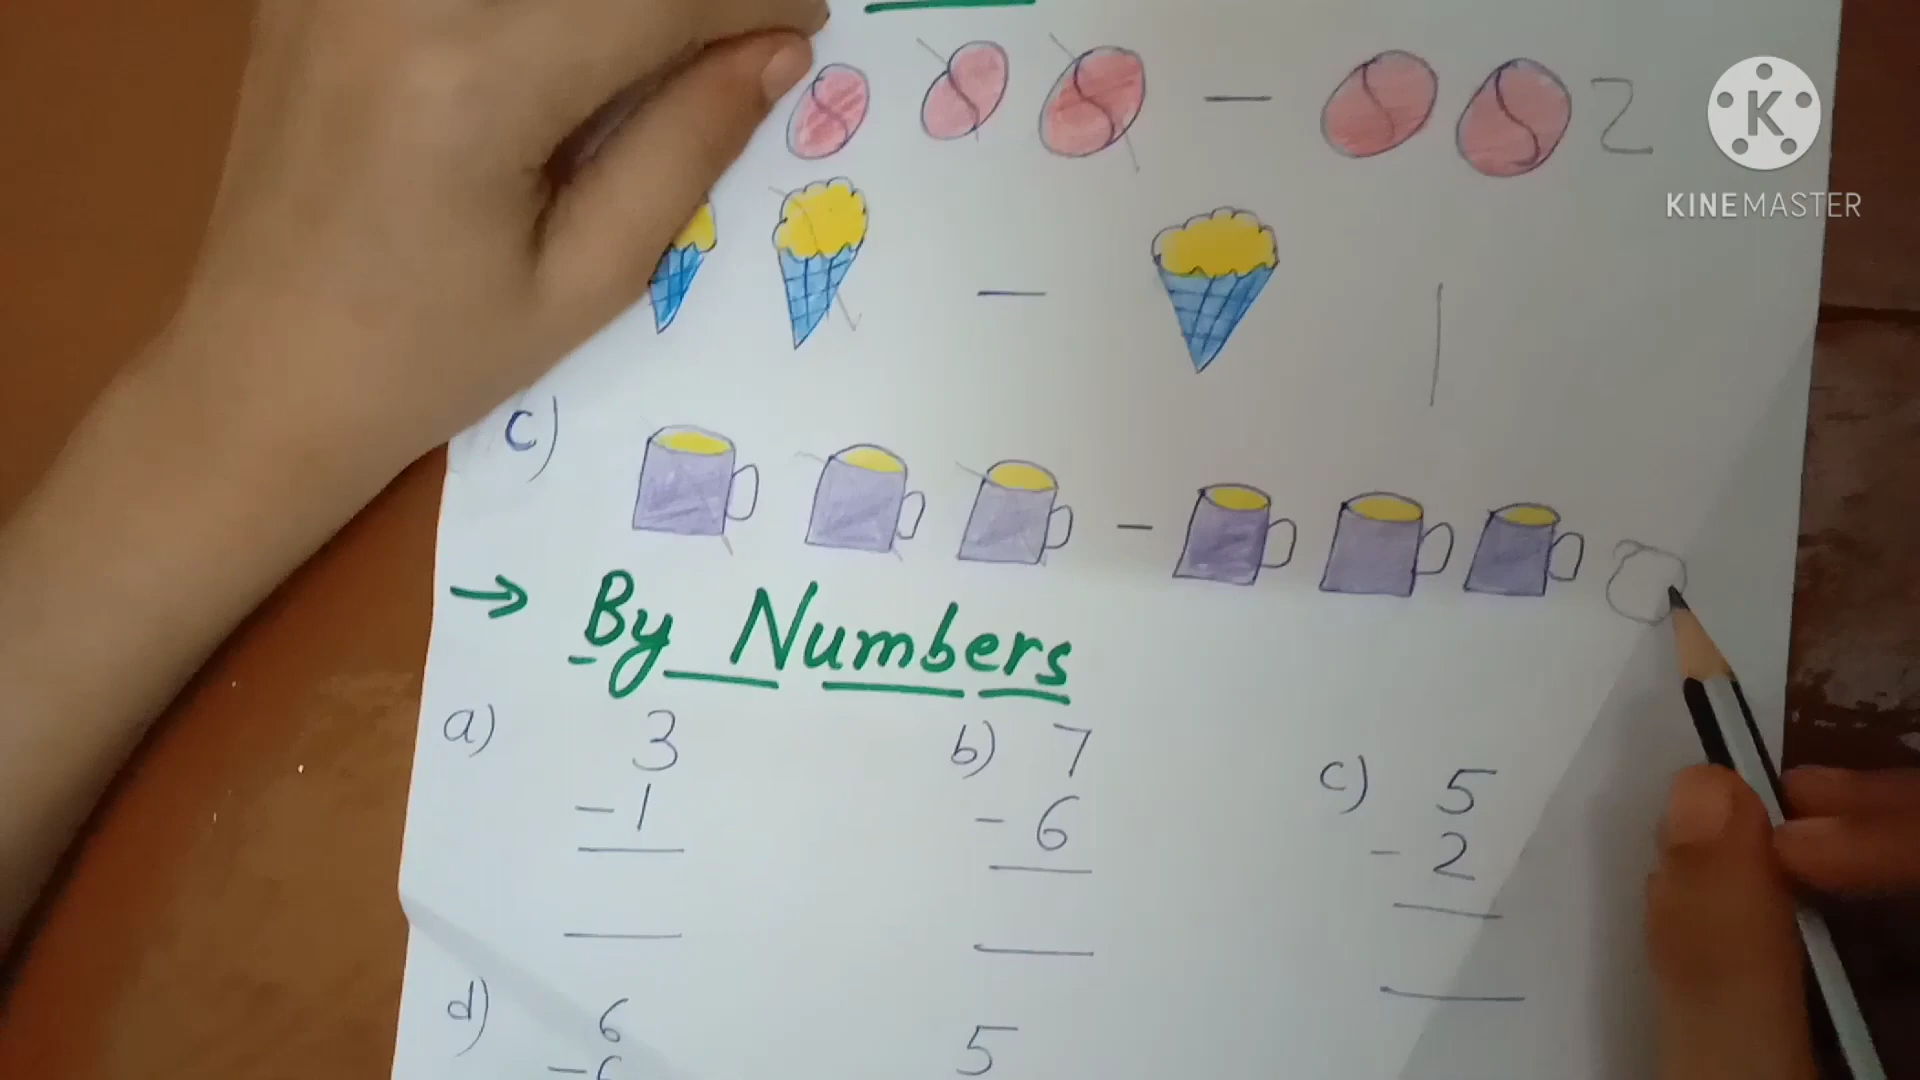 2
K
KINEMASTER
1
c)
0
→ By Numbers
a) 3
- 1
b) 7
- 6
c) 5
- 2
d) 6
5